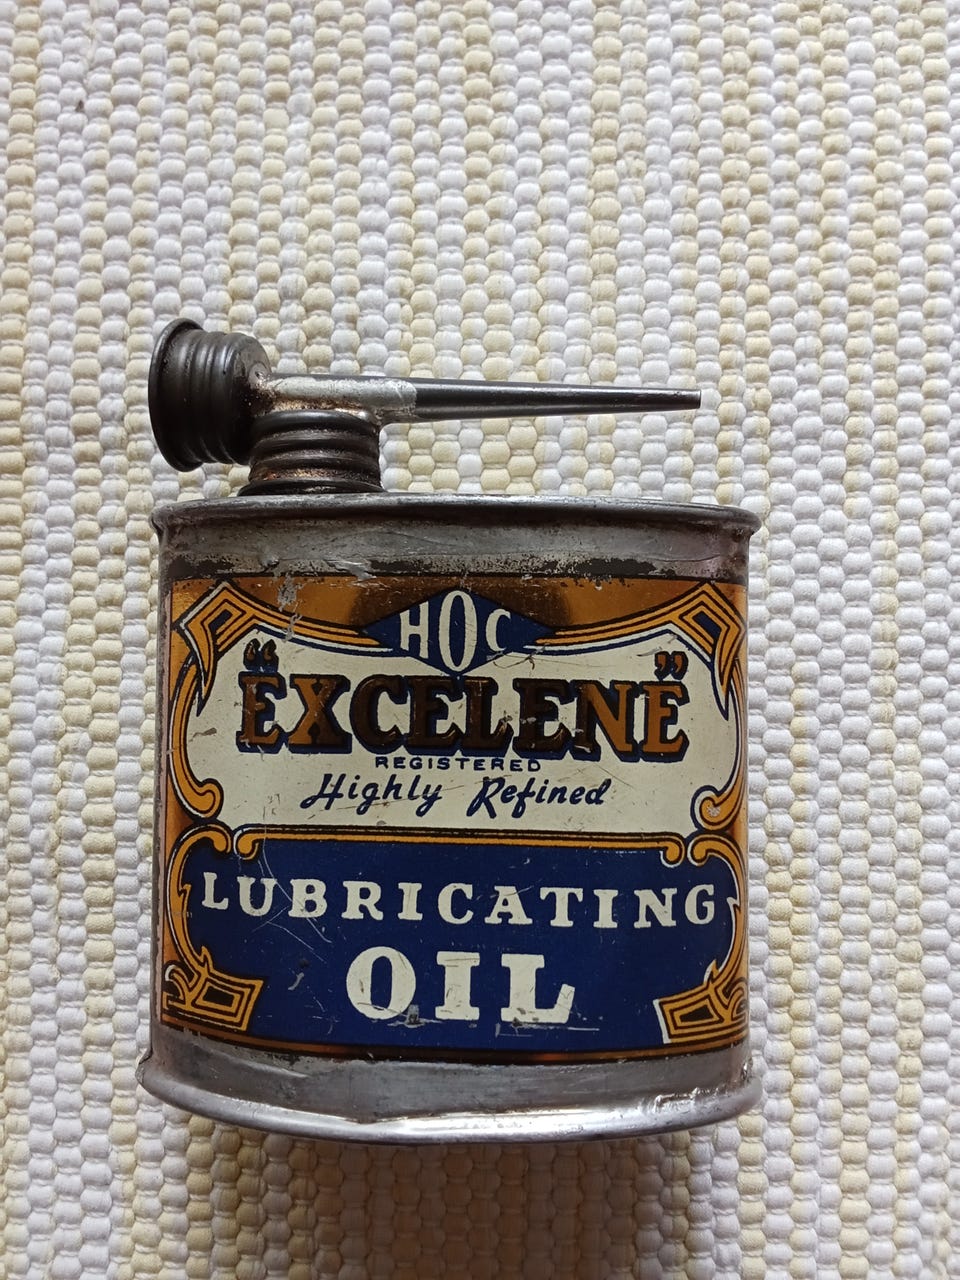 HOC
"EXCELENE"
REGISTERED
Highly Refined
LUBRICATING
OIL